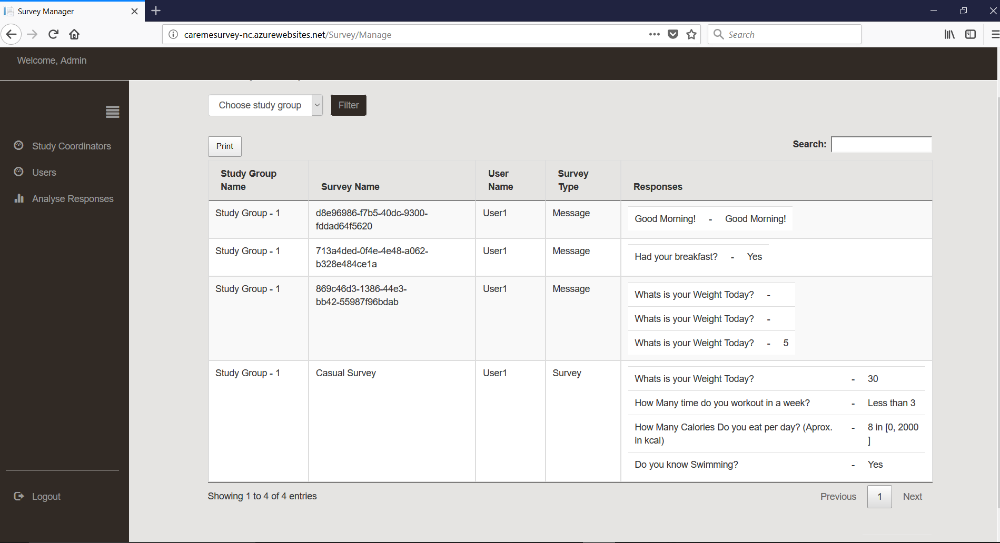 Survey Manager
caremesurvey-nc.azurewebsites.net/Survey/Manage
Search
Welcome, Admin
Choose study group
Filter
Study Coordinators
Users
Analyse Responses
Logout
Print
Search:
Study Group Name
Survey Name
User Name
Survey Type
Responses
Study Group - 1
d8e96986-f7b5-40dc-9300-
fddad64f5620
User1
Message
Good Morning! - Good Morning!
Study Group - 1
713a4ded-0f4e-4e48-a062-
b328e484ce1a
User1
Message
Had your breakfast? - Yes
Study Group - 1
869c46d3-1386-44e3-
bb42-55987f96bdab
User1
Message
Whats is your Weight Today? -
Whats is your Weight Today? -
Whats is your Weight Today? - 5
Study Group - 1
Casual Survey
User1
Survey
Whats is your Weight Today? - 30
How Many time do you workout in a week? - Less than 3
How Many Calories Do you eat per day? (Aprox. in kcal) - 8 in [0, 2000 ]
Do you know Swimming? - Yes
Showing 1 to 4 of 4 entries
Previous 1 Next